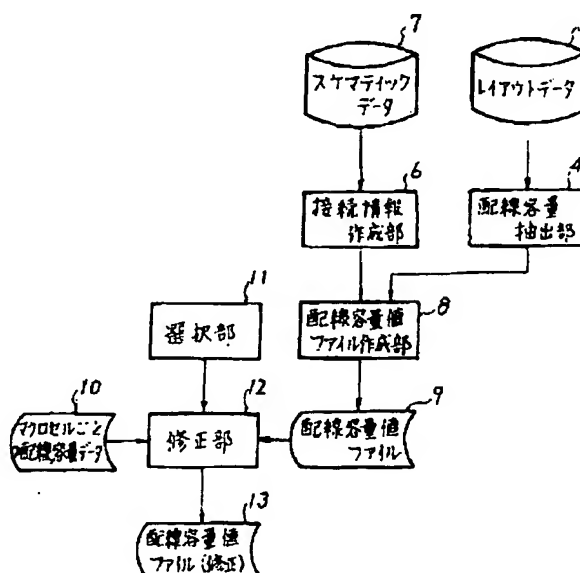 7
スケマティック
データ
レイアウトデータ
6
接続情報
作成部
4
配線容量
抽出部
11
選択部
8
配線容量値
ファイル作成部
10
マクロセルごと
配線容量データ
12
修正部
9
配線容量値
ファイル
13
配線容量値
ファイル(修正)